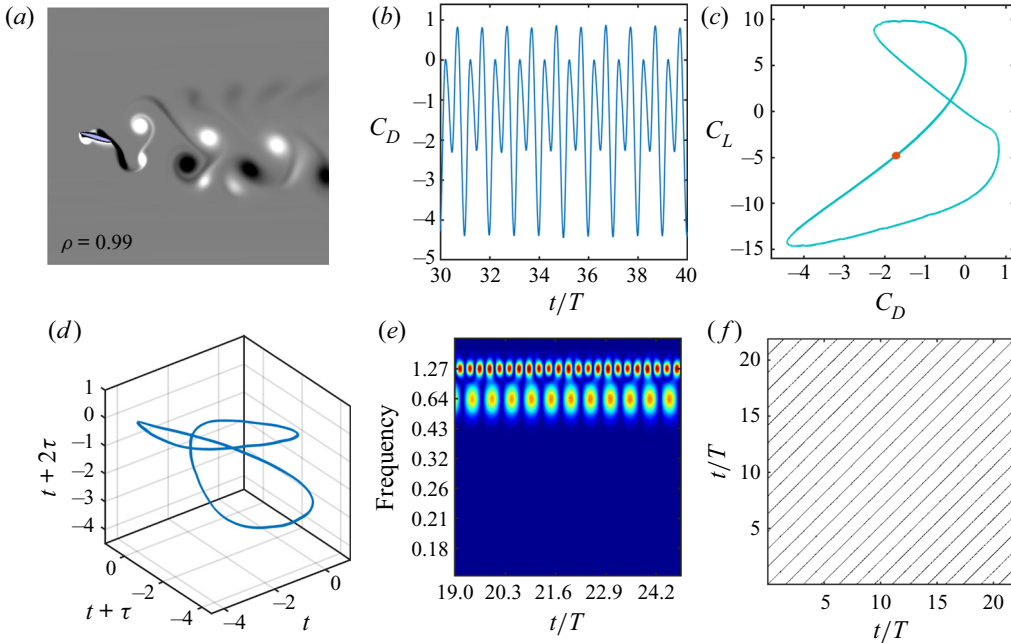 (a)
ρ = 0.99
(b)
1
0
−1
−2
−3
−4
−5
C_D
30 32 34 36 38 40
t/T
(c)
10
5
0
−5
−10
−15
C_L
−4 −3 −2 −1 0 1
C_D
(d)
1
0
−1
−2
−3
−4
t + 2τ
0 −2 −4
t + τ
−4 −2 0
t
(e)
1.27
0.64
0.43
0.32
0.26
0.21
0.18
Frequency
19.0 20.3 21.6 22.9 24.2
t/T
(f)
20
15
10
5
t/T
5 10 15 20
t/T